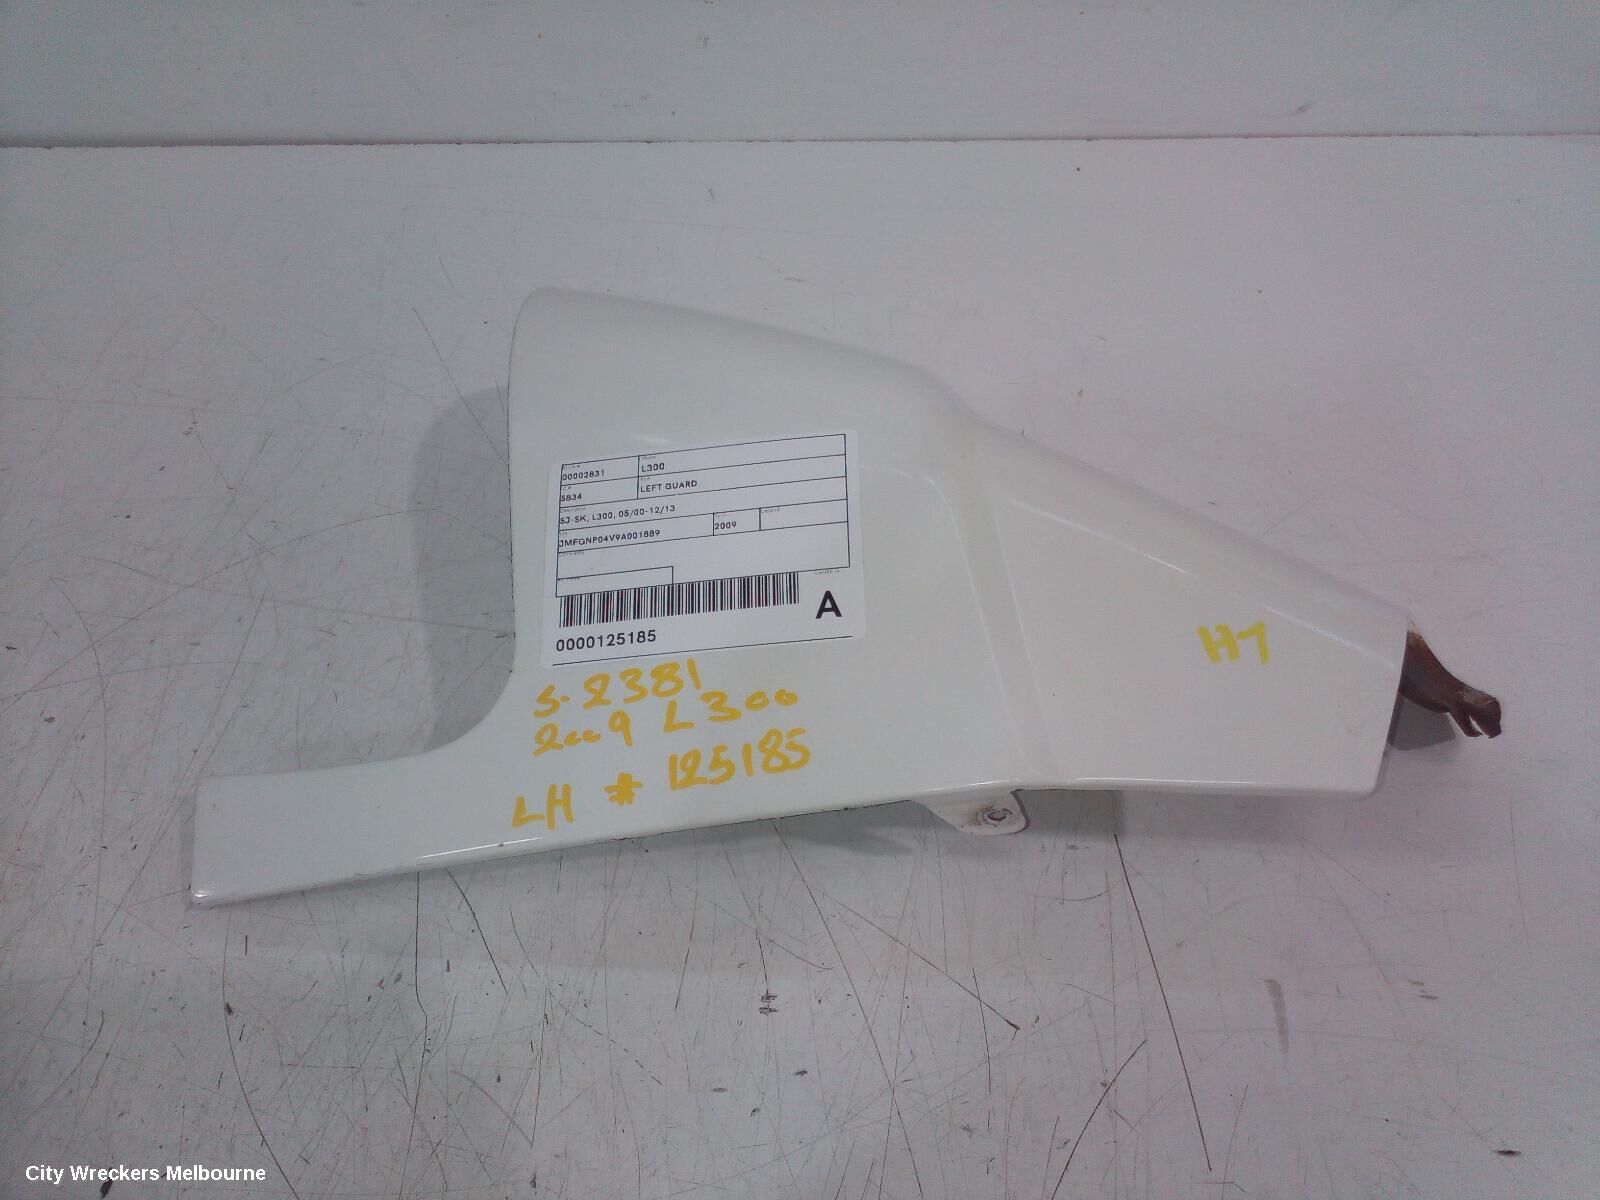 00002831
L300
S834
LEFT GUARD
SJ-SK, L300, 05/00-12/13
JMFGNP04V9A001889
2009
A
0000125185
S-2381
2009 L300
LH # 125185
H1
City Wreckers Melbourne